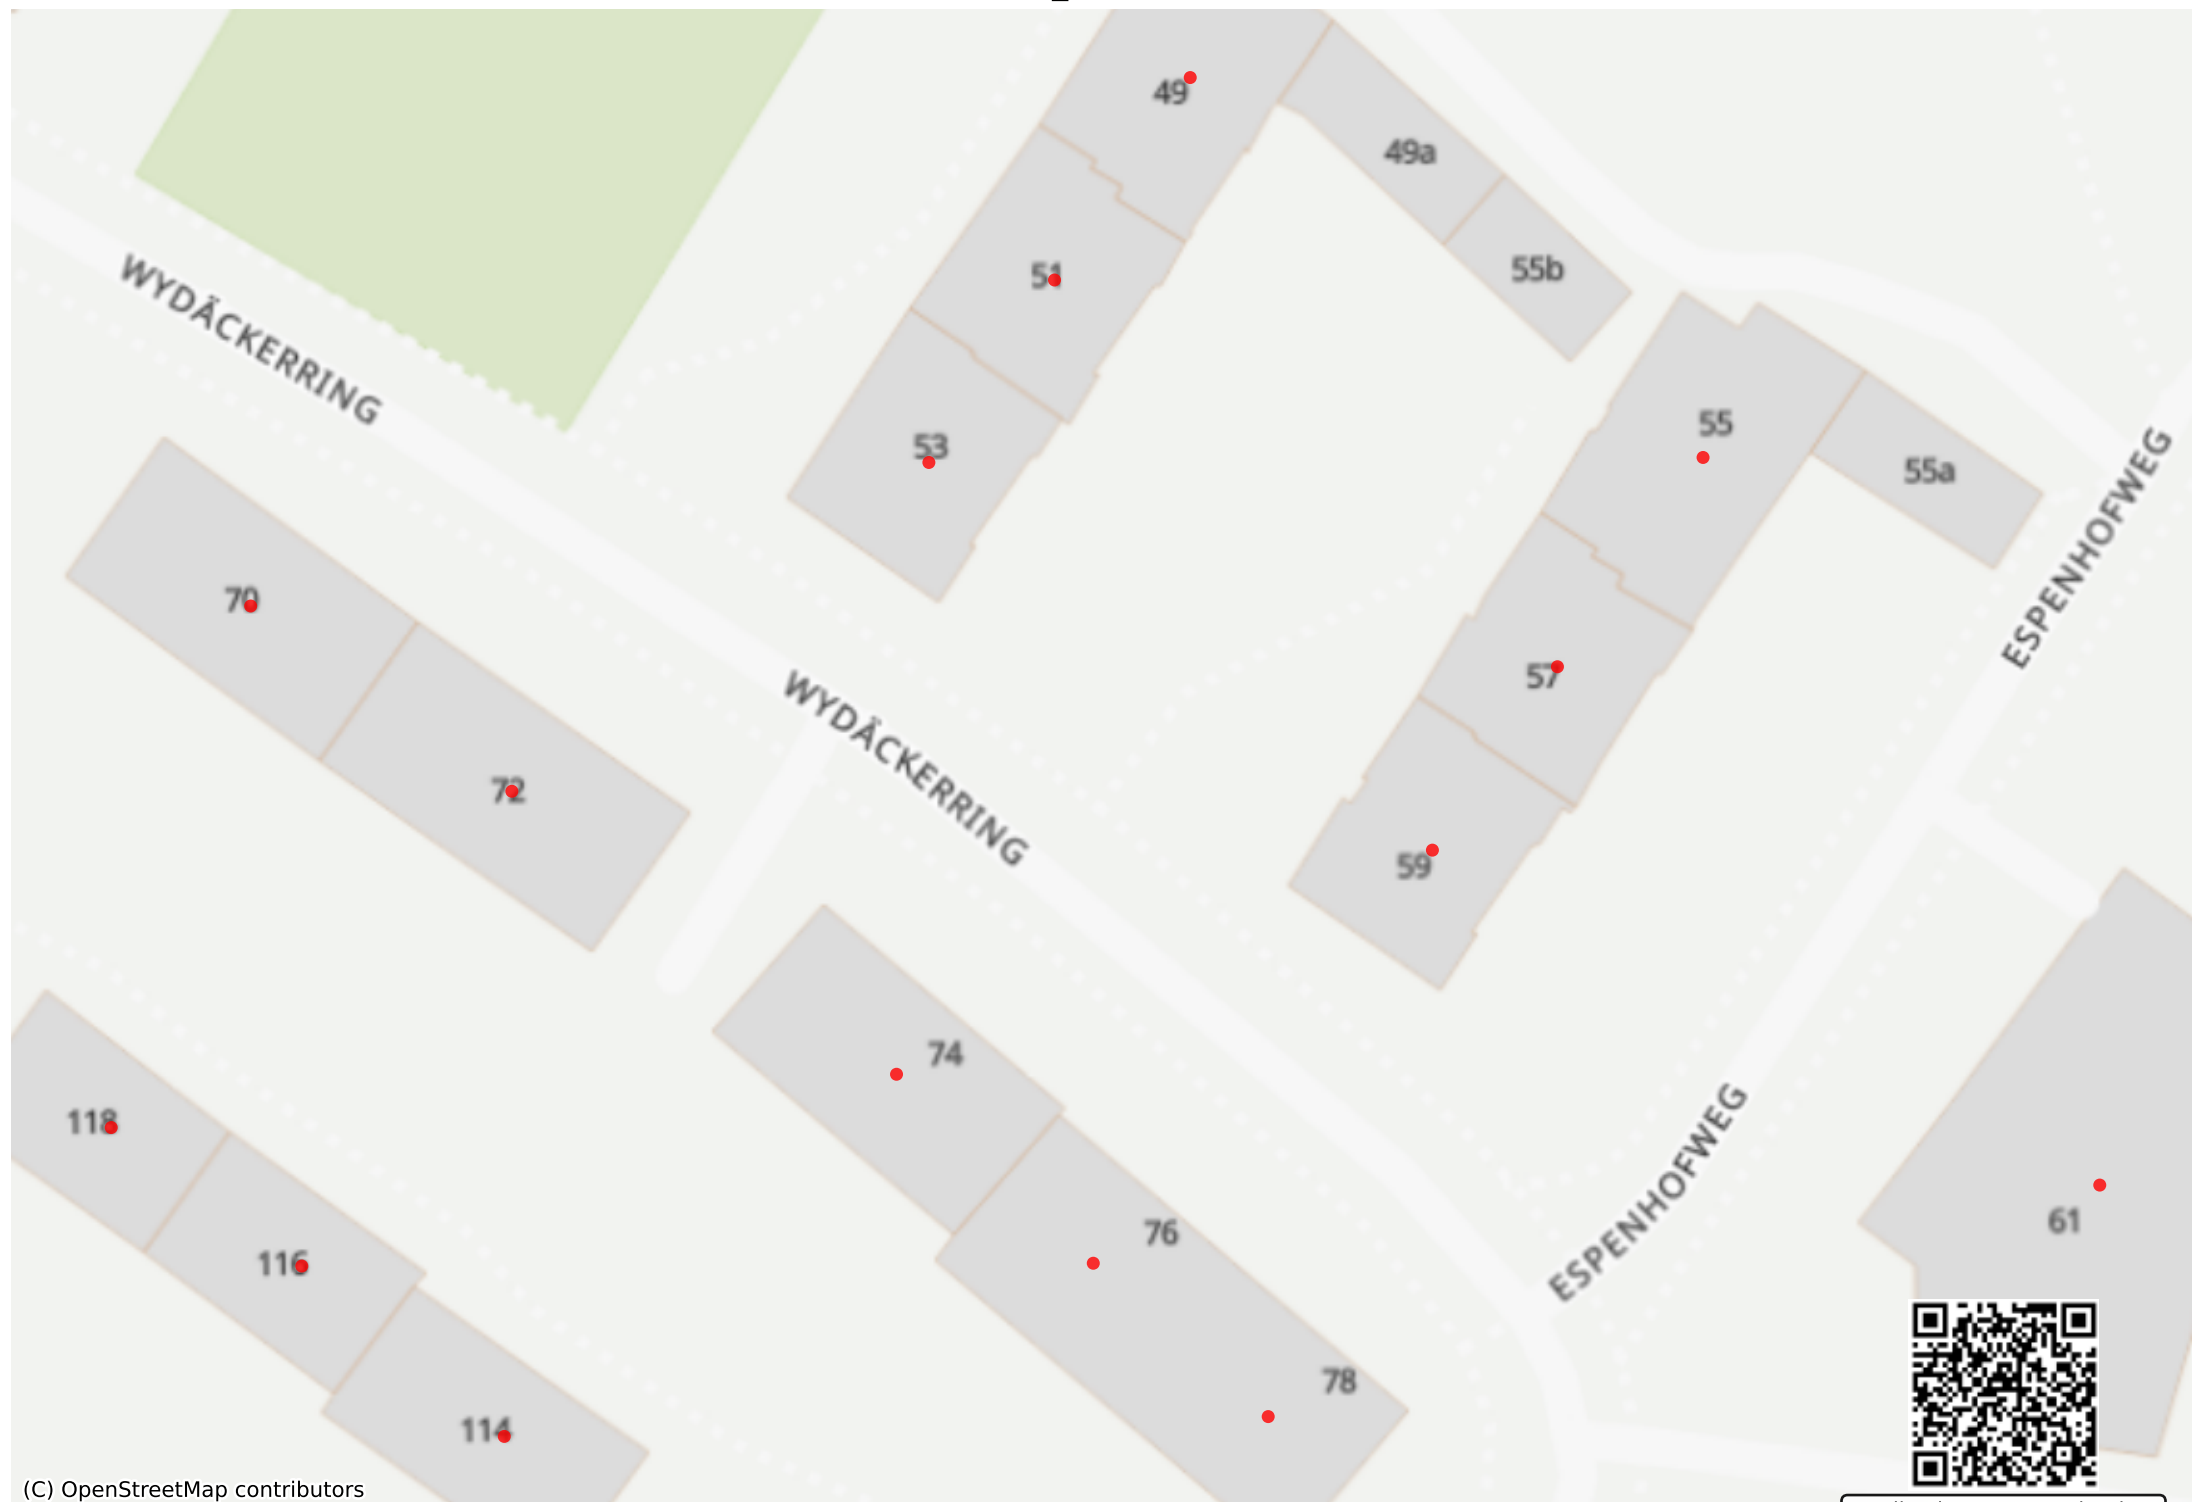 49
49a
51
55b
WYDÄCKERRING
55
53
55a
ESPENHOFWEG
70
57
WYDÄCKERRING
72
59
74
118
ESPENHOFWEG
61
76
116
78
114
(C) OpenStreetMap contributors